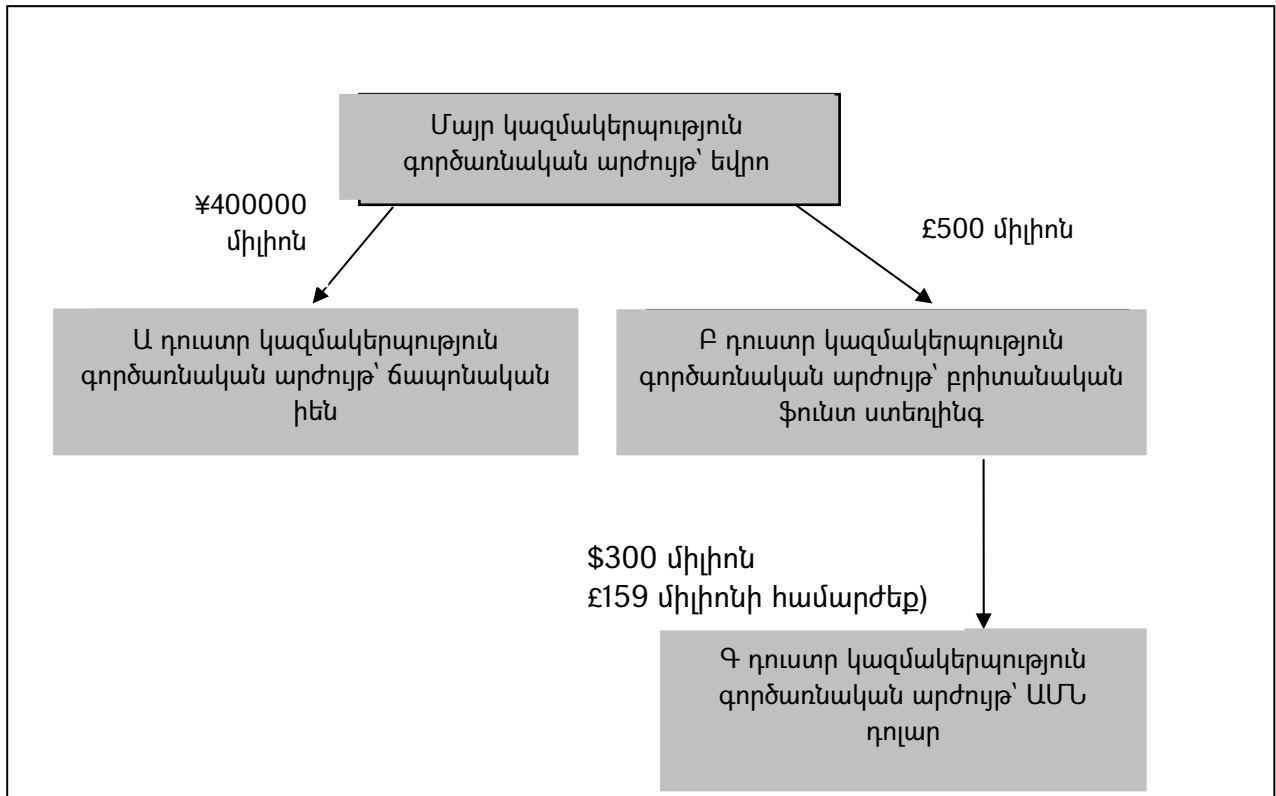 Մայր կազմակերպություն
գործառնական արժույթ՝ եվրո
¥400000
միլիոն
£500 միլիոն
Ա դուստր կազմակերպություն
գործառնական արժույթ՝ ճապոնական
իեն
Բ դուստր կազմակերպություն
գործառնական արժույթ՝ բրիտանական
ֆունտ ստեռլինգ
$300 միլիոն
£159 միլիոնի համարժեք)
Գ դուստր կազմակերպություն
գործառնական արժույթ՝ ԱՄՆ
դոլար